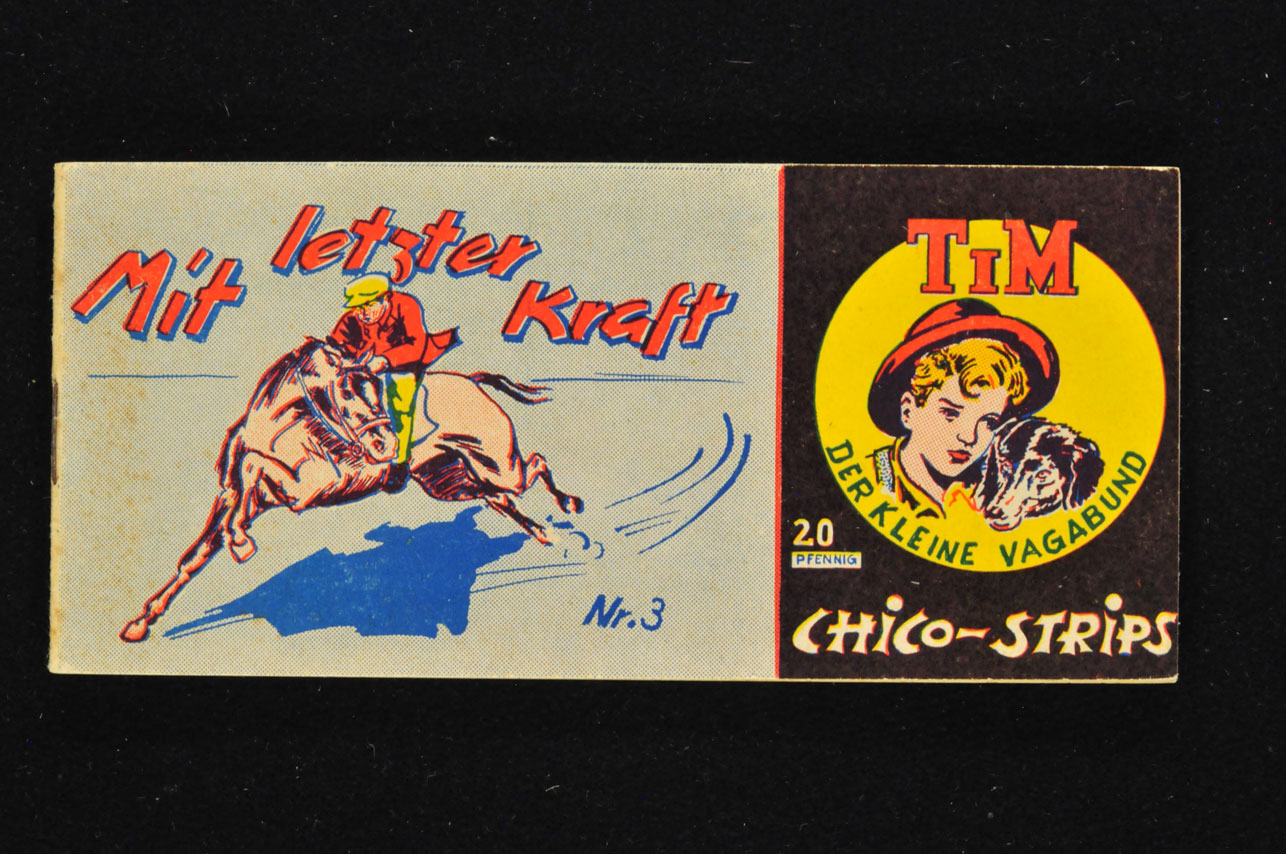 Mit letzter Kraft
Nr.3
TiM
DER KLEINE VAGABUND
20
PFENNIG
CHiCO-STRiPS